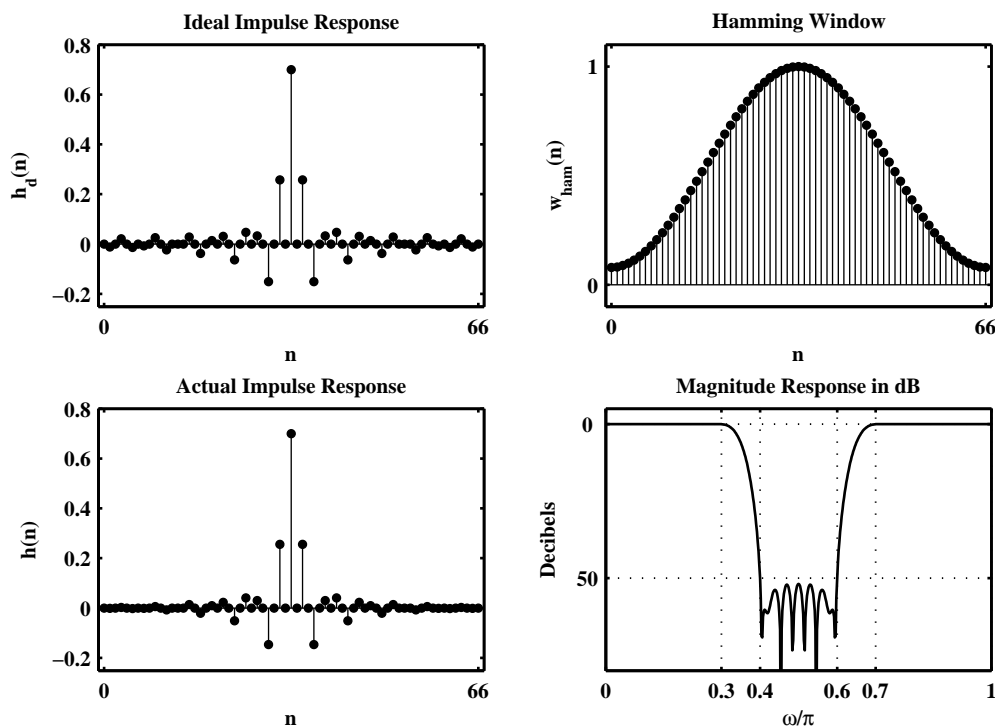 Ideal Impulse Response
0.8
0.6
0.4
0.2
0
−0.2
h_d(n)
0
66
n
Hamming Window
1
0
w_ham(n)
0
66
n
Actual Impulse Response
0.8
0.6
0.4
0.2
0
−0.2
h(n)
0
66
n
Magnitude Response in dB
0
50
Decibels
0
0.3
0.4
0.6
0.7
1
ω/π